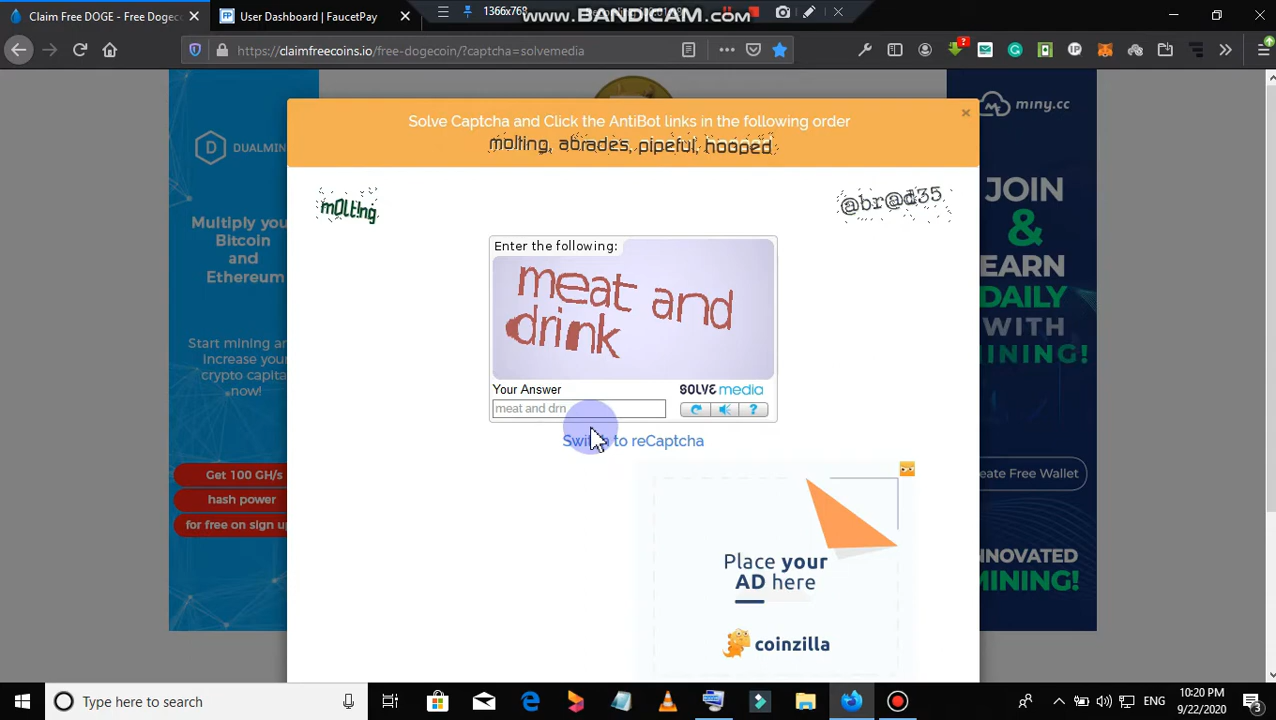 Claim Free DOGE - Free Dogecoin
User Dashboard | FaucetPay
1366x768
www.BANDICAM.com
https://claimfreecoins.io/free-dogecoin/?captcha=solvemedia
Solve Captcha and Click the AntiBot links in the following order
molting, abrades, pipeful, hooped
m0lt!ng
@br@d35
Enter the following:
meat and
drink
Your Answer
SOLVE media
meat and drn
?
Switch to reCaptcha
Place your
AD here
coinzilla
DUALMIN
Multiply you
Bitcoin
and
Ethereum
Start mining an
increase your
crypto capita
now!
Get 100 GH/s
hash power
for free on sign u
miny.cc
JOIN
&
EARN
DAILY
WITH
MINING!
eate Free Wallet
NNOVATED
MINING!
Type here to search
ENG
10:20 PM
9/22/2020
3